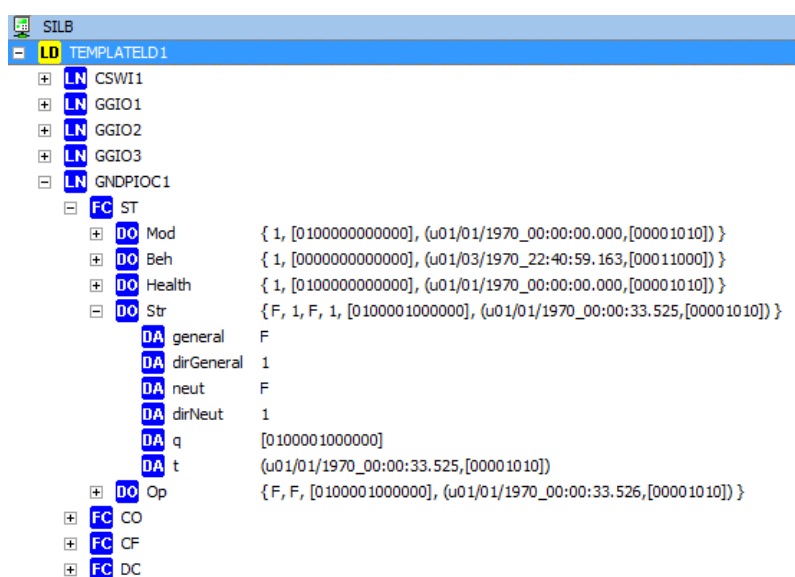 SILB
LD TEMPLATELD1
LN CSWI1
LN GGIO1
LN GGIO2
LN GGIO3
LN GNDPIOC1
FC ST
DO Mod { 1, [0100000000000], (u01/01/1970_00:00:00.000,[00001010]) }
DO Beh { 1, [0000000000000], (u01/03/1970_22:40:59.163,[00011000]) }
DO Health { 1, [0100000000000], (u01/01/1970_00:00:00.000,[00001010]) }
DO Str { F, 1, F, 1, [0100001000000], (u01/01/1970_00:00:33.525,[00001010]) }
DA general F
DA dirGeneral 1
DA neut F
DA dirNeut 1
DA q [0100001000000]
DA t (u01/01/1970_00:00:33.525,[00001010])
DO Op { F, F, [0100001000000], (u01/01/1970_00:00:33.526,[00001010]) }
FC CO
FC CF
FC DC